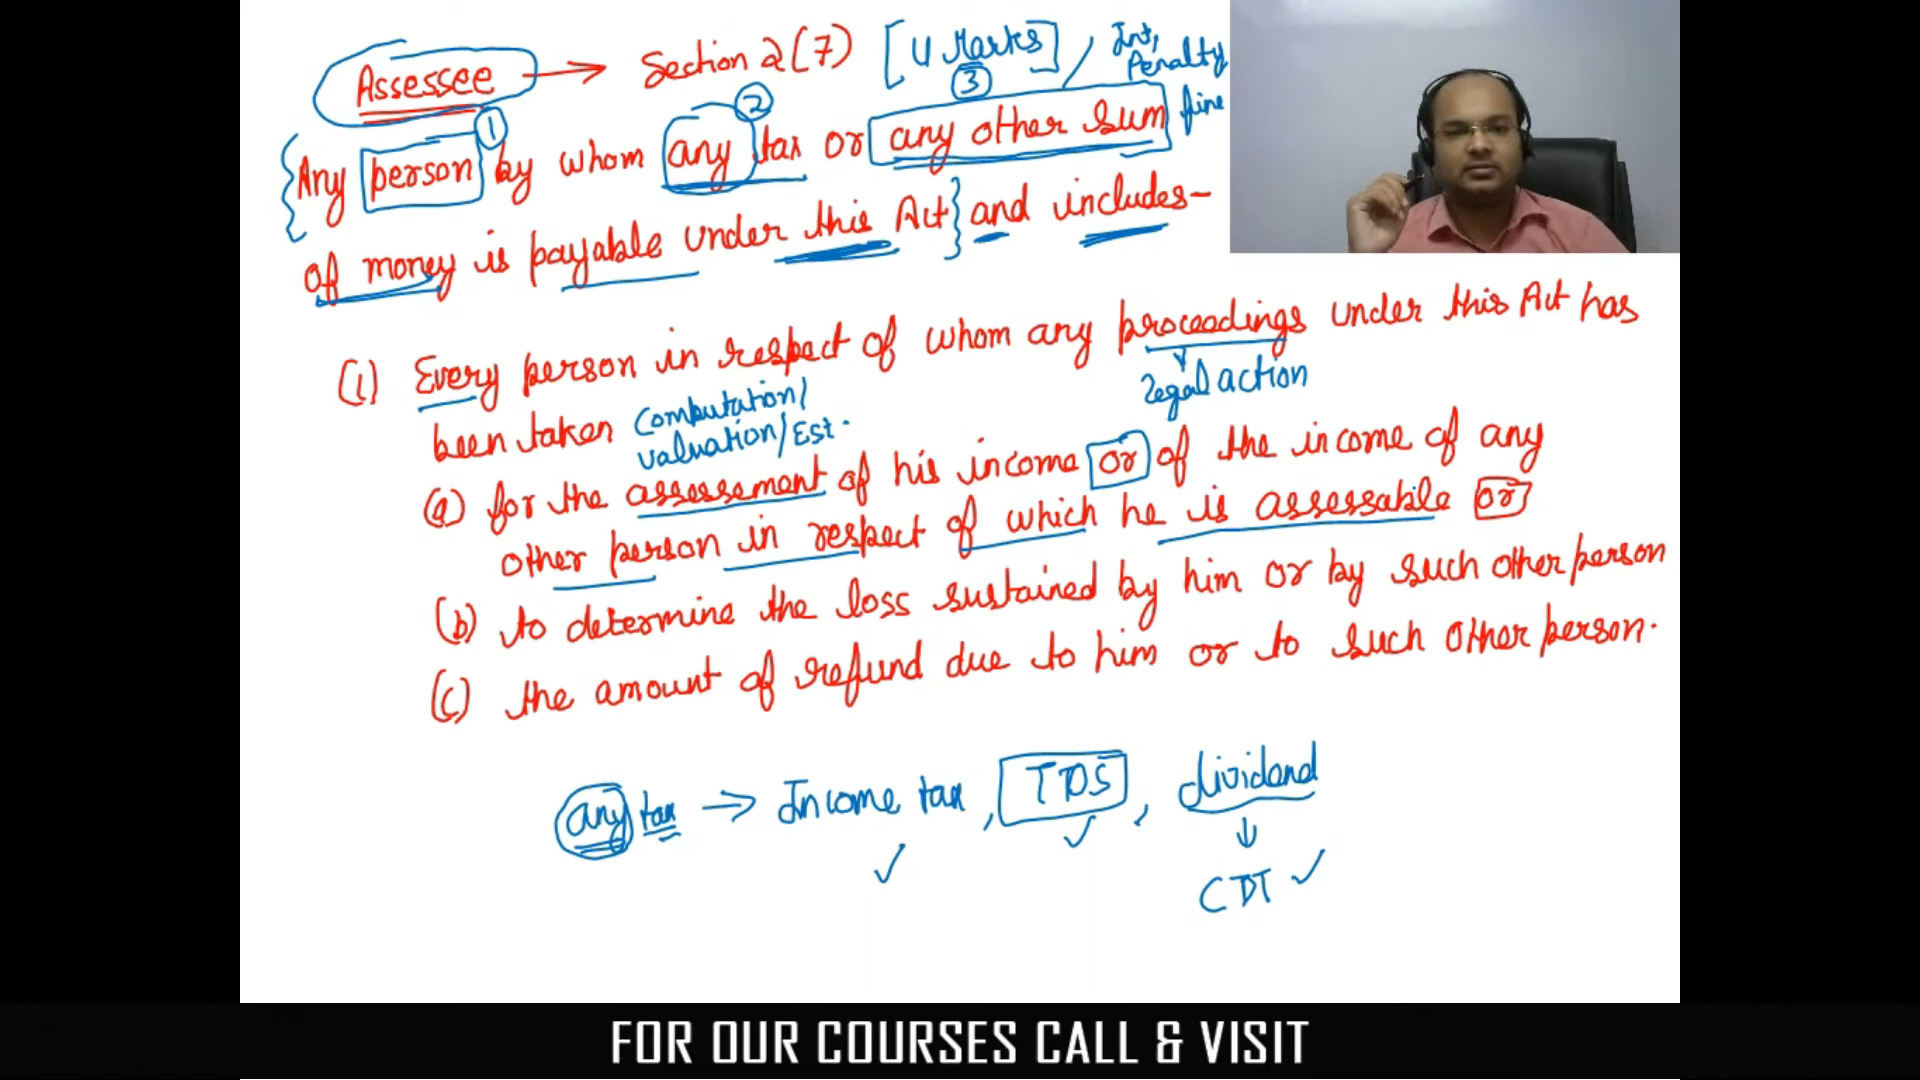 Assessee → Section 2(7) [4 Marks] / Int,
Penalty
fine
① ② ③
{Any person by whom any tax or any other sum
of money is payable under this Act} and includes-
(i) Every person in respect of whom any proceedings under this Act has
legal action
been taken
computation/
valuation/Est.
(a) for the assessement of his income or of the income of any
other person in respect of which he is assessable or
(b) to determine the loss sustained by him or by such other person
(c) the amount of refund due to him or to such other person.
any tax → Income tax, TDS, dividend
✓ ✓ ↓
CDT ✓
FOR OUR COURSES CALL & VISIT